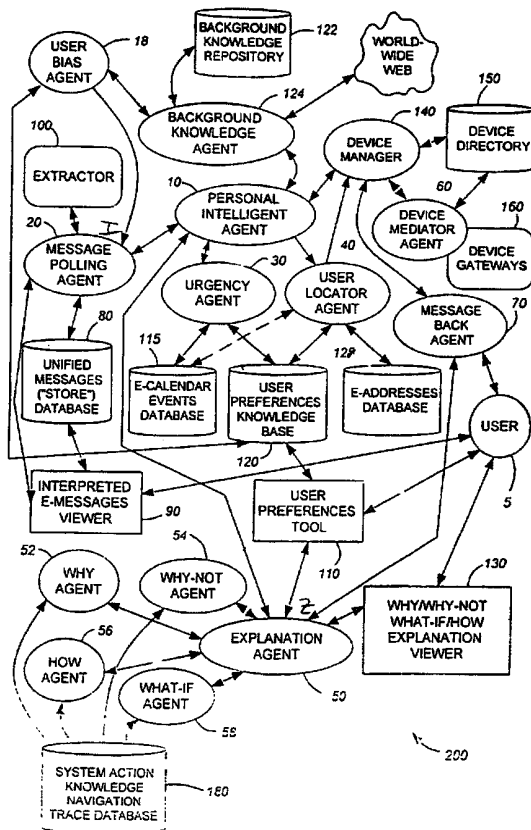 18
USER
BIAS AGENT
BACKGROUND
KNOWLEDGE
REPOSITORY
122
WORLD-
WIDE
WEB
124
BACKGROUND
KNOWLEDGE
AGENT
140
DEVICE
MANAGER
150
DEVICE
DIRECTORY
100
EXTRACTOR
10
PERSONAL
INTELLIGENT
AGENT
60
DEVICE
MEDIATOR
AGENT
160
DEVICE
GATEWAYS
20
MESSAGE
POLLING
AGENT
30
URGENCY
AGENT
40
USER
LOCATOR
AGENT
70
MESSAGE
BACK
AGENT
80
UNIFIED
MESSAGES
("STORE")
DATABASE
115
E-CALENDAR
EVENTS
DATABASE
USER
PREFERENCES
KNOWLEDGE
BASE
120
128
E-ADDRESSES
DATABASE
USER
5
INTERPRETED
E-MESSAGES
VIEWER
90
USER
PREFERENCES
TOOL
110
130
WHY/WHY-NOT
WHAT-IF/HOW
EXPLANATION
VIEWER
52
WHY
AGENT
54
WHY-NOT
AGENT
Z
EXPLANATION
AGENT
50
56
HOW
AGENT
WHAT-IF
AGENT
58
SYSTEM ACTION
KNOWLEDGE
NAVIGATION
TRACE DATABASE
180
200